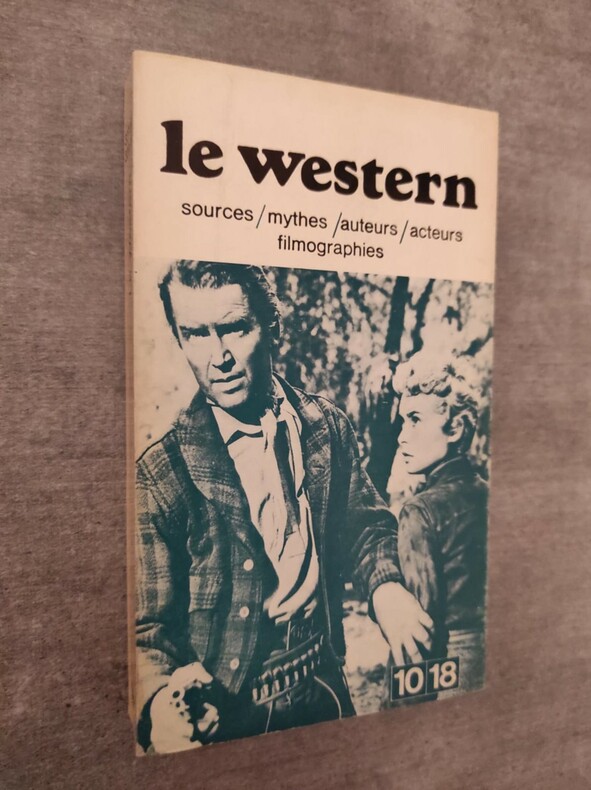 le western
sources/mythes/auteurs/acteurs
filmographies
10 18